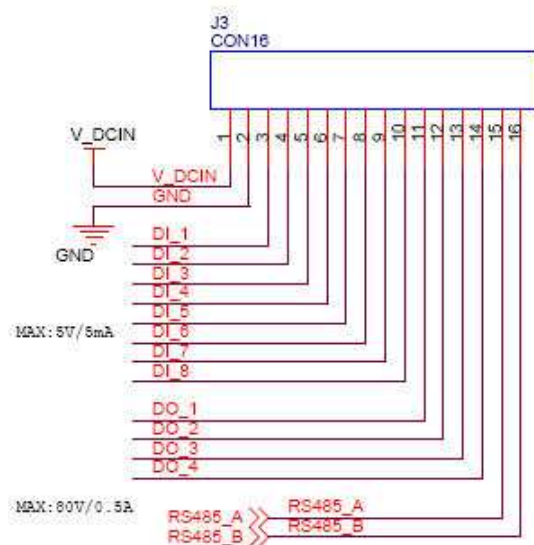 J3
CON16
V_DCIN
1 2 3 4 5 6 7 8 9 10 11 12 13 14 15 16
V_DCIN
GND
GND
DI_1
DI_2
DI_3
DI_4
DI_5
MAX:5V/5mA
DI_6
DI_7
DI_8
DO_1
DO_2
DO_3
DO_4
MAX:80V/0.5A
RS485_A RS485_A
RS485_B RS485_B